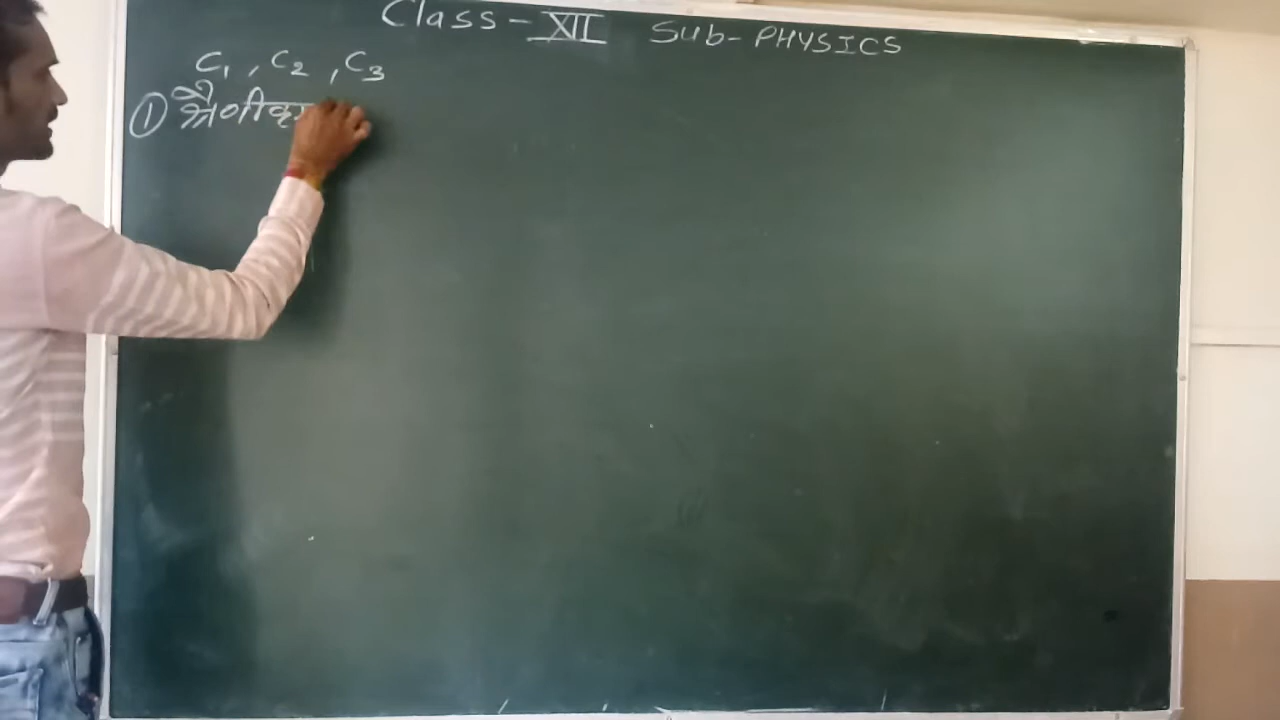 Class - XII Sub- PHYSICS
C₁, C₂, C₃
① श्रेणीक्र